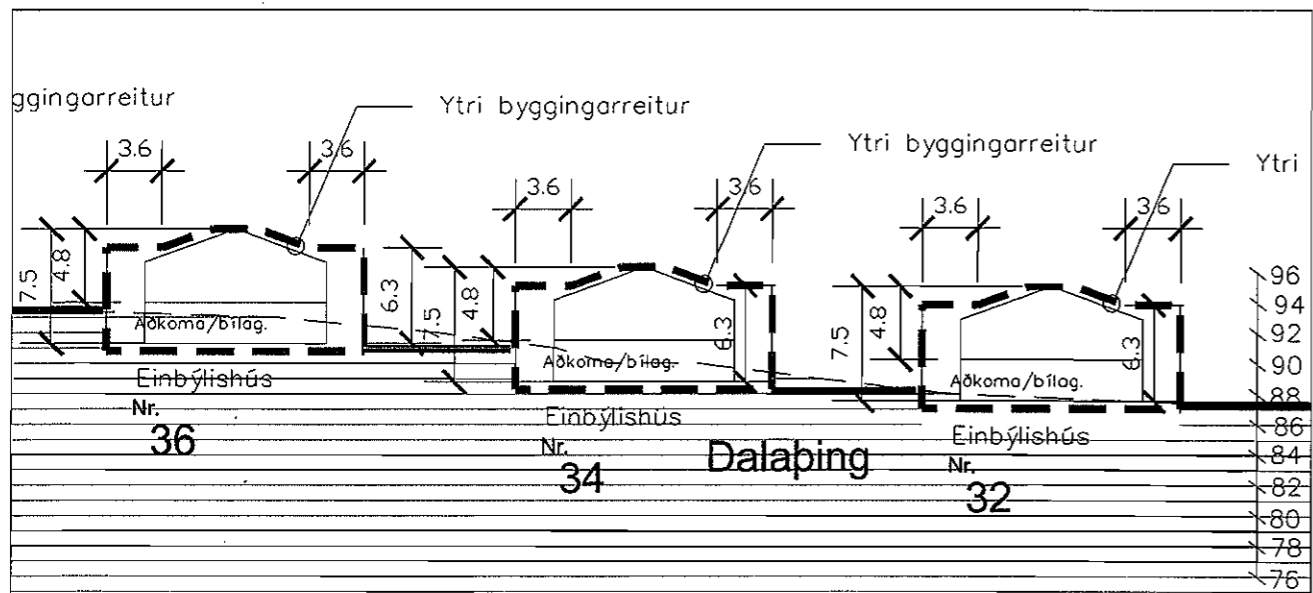 ggingarreitur
Ytri byggingarreitur
Ytri byggingarreitur
Ytri
3.6
3.6
3.6
3.6
3.6
3.6
7.5
4.8
6.3
7.5
4.8
6.3
7.5
4.8
6.3
Aðkoma/bílag.
Aðkoma/bílag.
Aðkoma/bílag.
Einbýlishús
Nr.
36
Einbýlishús
Nr.
34
Dalaþing
Einbýlishús
Nr.
32
96
94
92
90
88
86
84
82
80
78
76